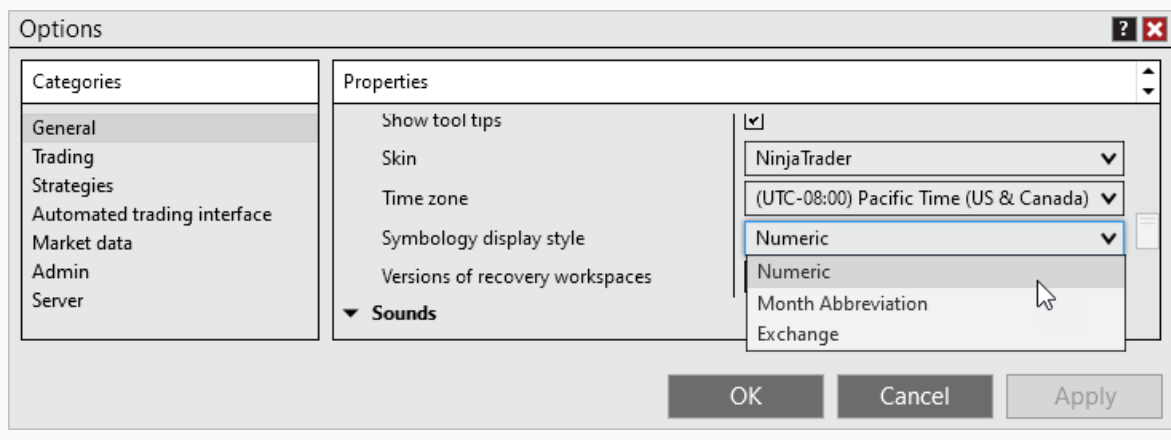 Options
?
Categories
General
Trading
Strategies
Automated trading interface
Market data
Admin
Server
Properties
Show tool tips
Skin
NinjaTrader
Time zone
(UTC-08:00) Pacific Time (US & Canada)
Symbology display style
Numeric
Numeric
Month Abbreviation
Exchange
Versions of recovery workspaces
Sounds
OK
Cancel
Apply